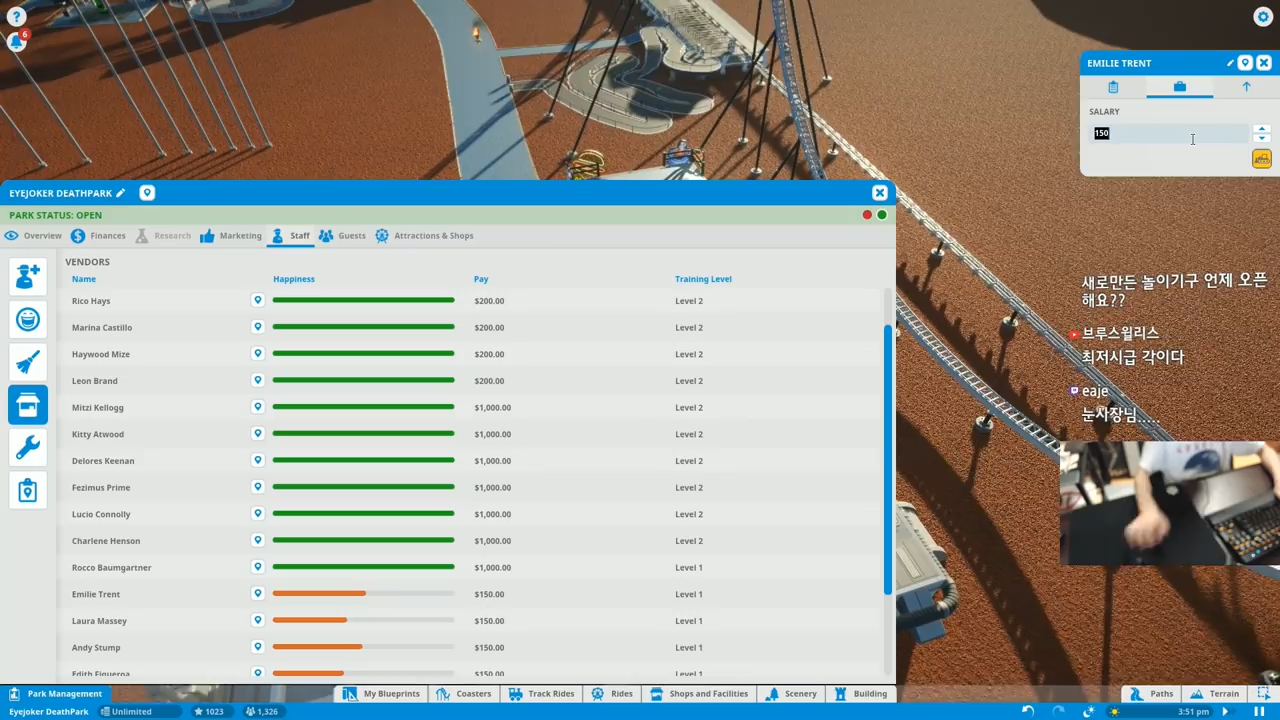 6
EMILIE TRENT
SALARY
150
EYEJOKER DEATHPARK
PARK STATUS: OPEN
Overview
Finances
Research
Marketing
Staff
Guests
Attractions & Shops
VENDORS
Name Happiness Pay Training Level
Rico Hays $200.00 Level 2
Marina Castillo $200.00 Level 2
Haywood Mize $200.00 Level 2
Leon Brand $200.00 Level 2
Mitzi Kellogg $1,000.00 Level 2
Kitty Atwood $1,000.00 Level 2
Delores Keenan $1,000.00 Level 2
Fezimus Prime $1,000.00 Level 2
Lucio Connolly $1,000.00 Level 2
Charlene Henson $1,000.00 Level 2
Rocco Baumgartner $1,000.00 Level 1
Emilie Trent $150.00 Level 1
Laura Massey $150.00 Level 1
Andy Stump $150.00 Level 1
Edith Figueroa $150.00 Level 1
새로만든 놀이기구 언제 오픈
해요??
브루스윌리스
최저시급 각이다
eaje
눈사장님.....
Park Management
My Blueprints
Coasters
Track Rides
Rides
Shops and Facilities
Scenery
Building
Paths
Terrain
Eyejoker DeathPark
Unlimited
1023
1,326
3:51 pm